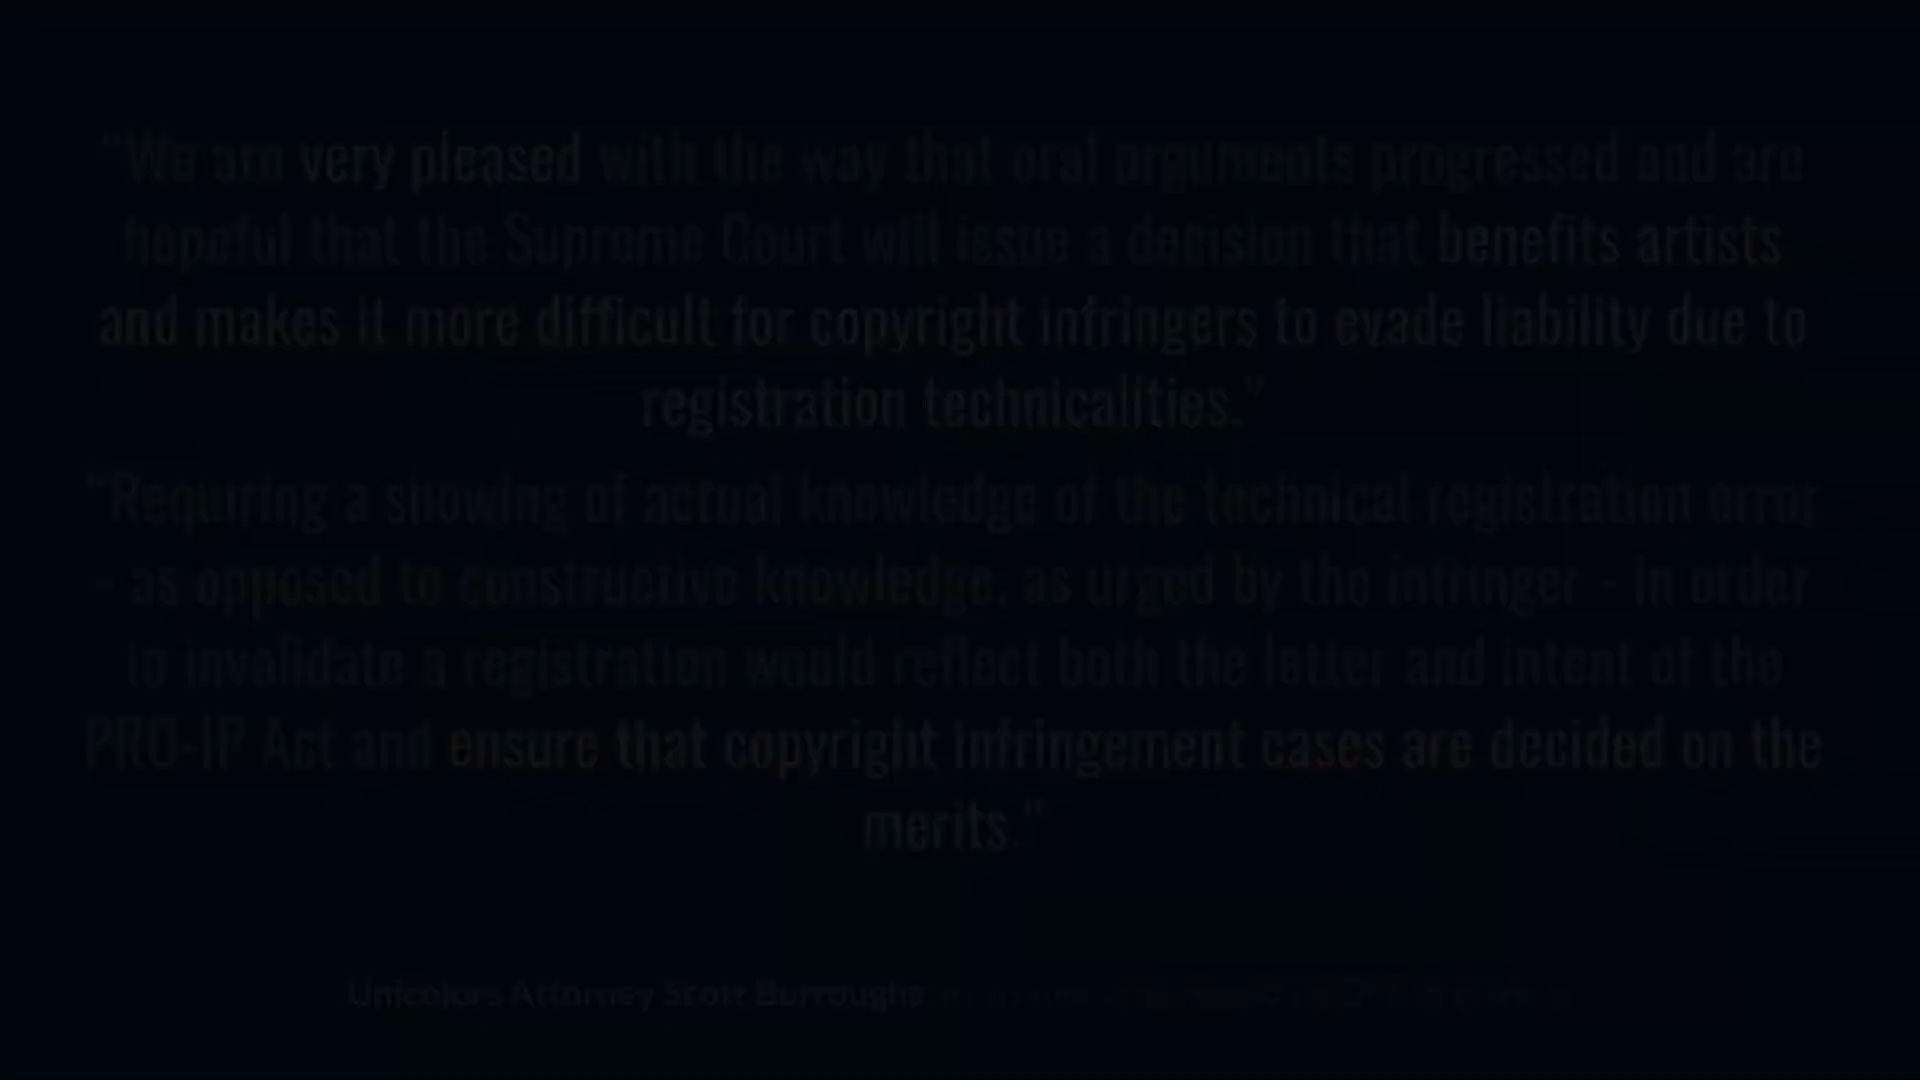 “We are very pleased with the way that oral arguments progressed and are
hopeful that the Supreme Court will issue a decision that benefits artists
and makes it more difficult for copyright infringers to evade liability due to
registration technicalities.”
“Requiring a showing of actual knowledge of the technical registration error
- as opposed to constructive knowledge, as urged by the infringer - in order
to invalidate a registration would reflect both the letter and intent of the
PRO-IP Act and ensure that copyright infringement cases are decided on the
merits."
Unicolors Attorney Scott Burroughs